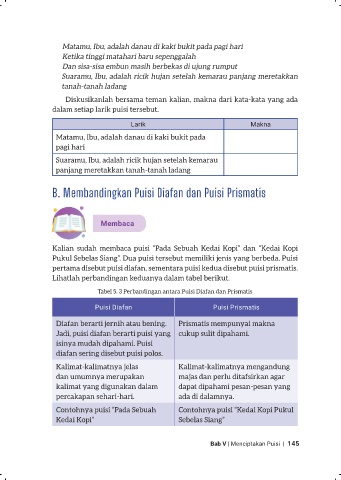 Matamu, Ibu, adalah danau di kaki bukit pada pagi hari
Ketika tinggi matahari baru sepenggalah
Dan sisa-sisa embun masih berbekas di ujung rumput
Suaramu, Ibu, adalah ricik hujan setelah kemarau panjang meretakkan
tanah-tanah ladang
Diskusikanlah bersama teman kalian, makna dari kata-kata yang ada
dalam setiap larik puisi tersebut.
Larik Makna
Matamu, Ibu, adalah danau di kaki bukit pada
pagi hari
Suaramu, Ibu, adalah ricik hujan setelah kemarau
panjang meretakkan tanah-tanah ladang
B. Membandingkan Puisi Diafan dan Puisi Prismatis
Membaca
Kalian sudah membaca puisi "Pada Sebuah Kedai Kopi" dan "Kedai Kopi
Pukul Sebelas Siang". Dua puisi tersebut memiliki jenis yang berbeda. Puisi
pertama disebut puisi diafan, sementara puisi kedua disebut puisi prismatis.
Lihatlah perbandingan keduanya dalam tabel berikut.
Tabel 5. 3 Perbandingan antara Puisi Diafan dan Prismatis
Puisi Diafan Puisi Prismatis
Diafan berarti jernih atau bening. Prismatis mempunyai makna
Jadi, puisi diafan berarti puisi yang cukup sulit dipahami.
isinya mudah dipahami. Puisi
diafan sering disebut puisi polos.
Kalimat-kalimatnya jelas Kalimat-kalimatnya mengandung
dan umumnya merupakan majas dan perlu ditafsirkan agar
kalimat yang digunakan dalam dapat dipahami pesan-pesan yang
percakapan sehari-hari. ada di dalamnya.
Contohnya puisi "Pada Sebuah Contohnya puisi "Kedai Kopi Pukul
Kedai Kopi" Sebelas Siang"
Bab V | Menciptakan Puisi | 145